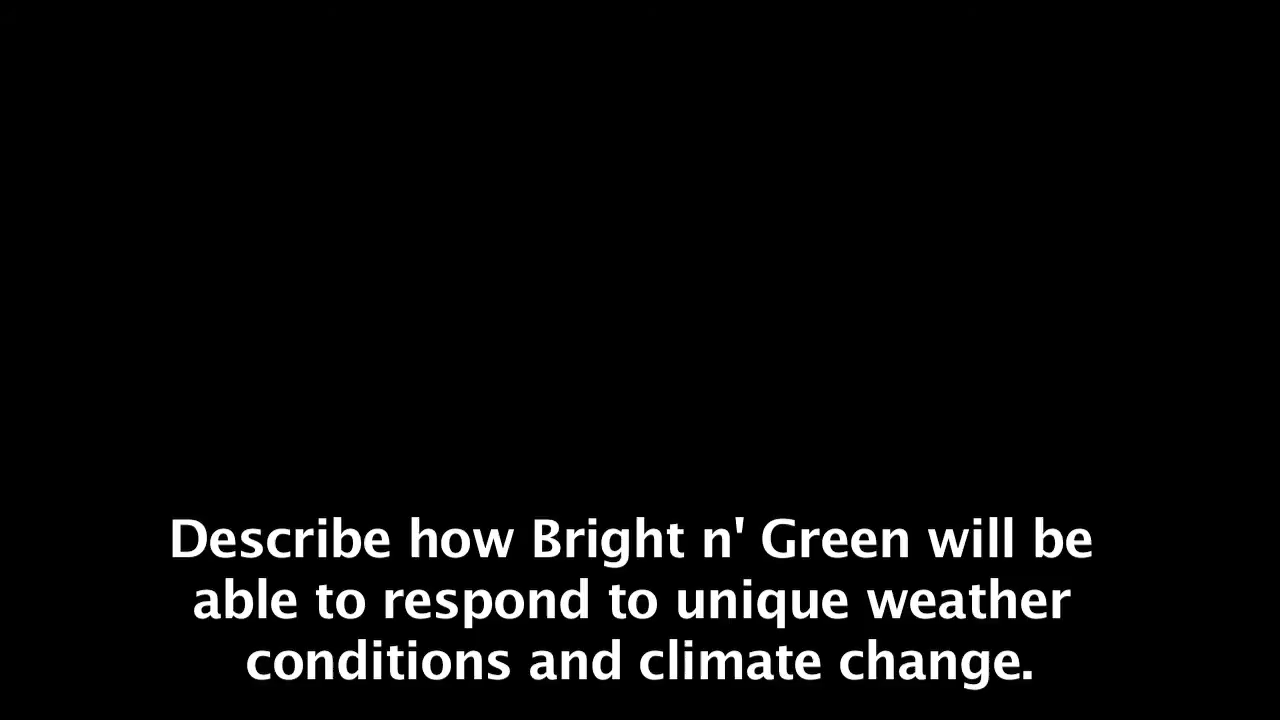 Describe how Bright n' Green will be
able to respond to unique weather
conditions and climate change.